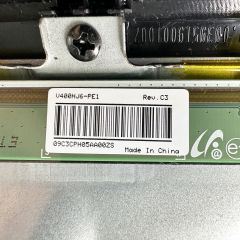 V400HJ6-PE1 Rev.C3
09C3CPH05AA00ZS
Made In China